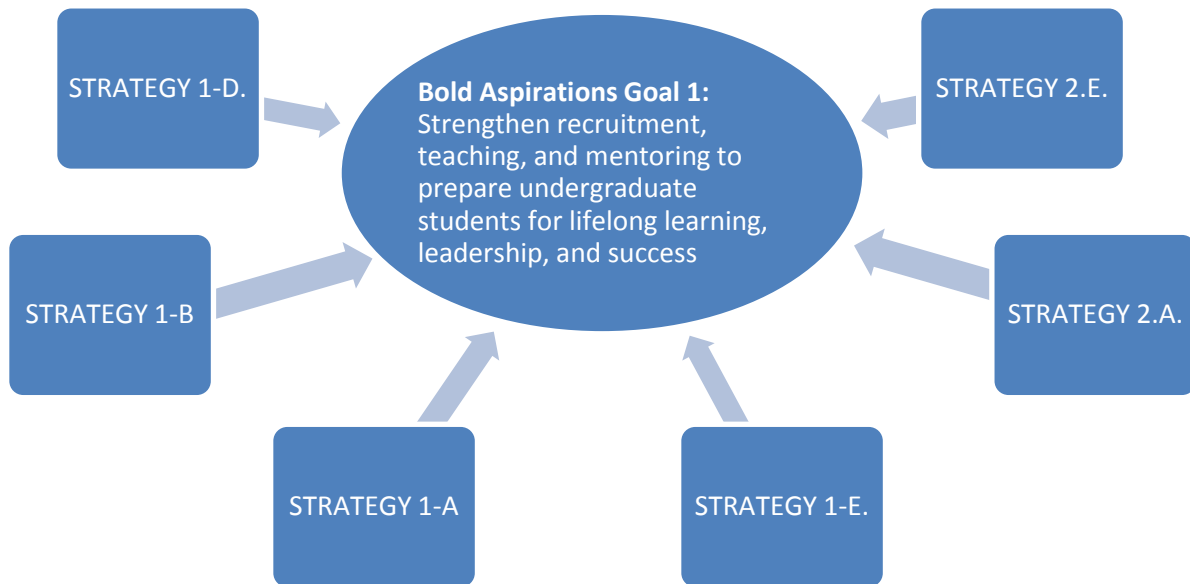 STRATEGY 1-D.
Bold Aspirations Goal 1:
Strengthen recruitment,
teaching, and mentoring to
prepare undergraduate
students for lifelong learning,
leadership, and success
STRATEGY 2.E.
STRATEGY 1-B
STRATEGY 2.A.
STRATEGY 1-A
STRATEGY 1-E.